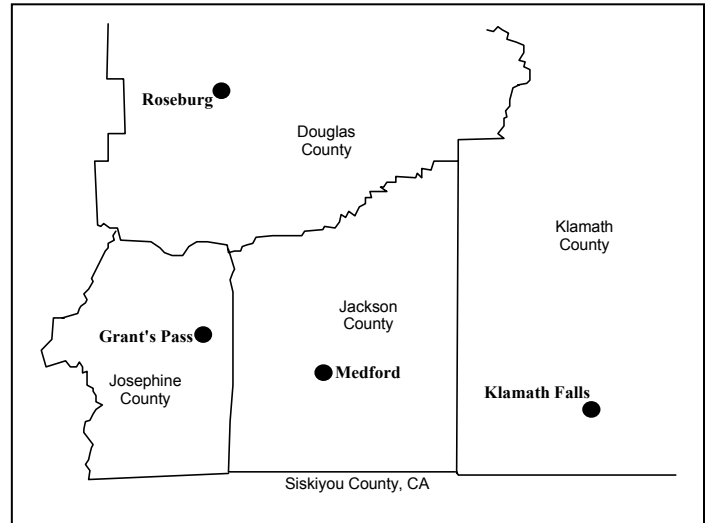 Roseburg
Douglas
County
Klamath
County
Jackson
County
Grant's Pass
Medford
Josephine
County
Klamath Falls
Siskiyou County, CA